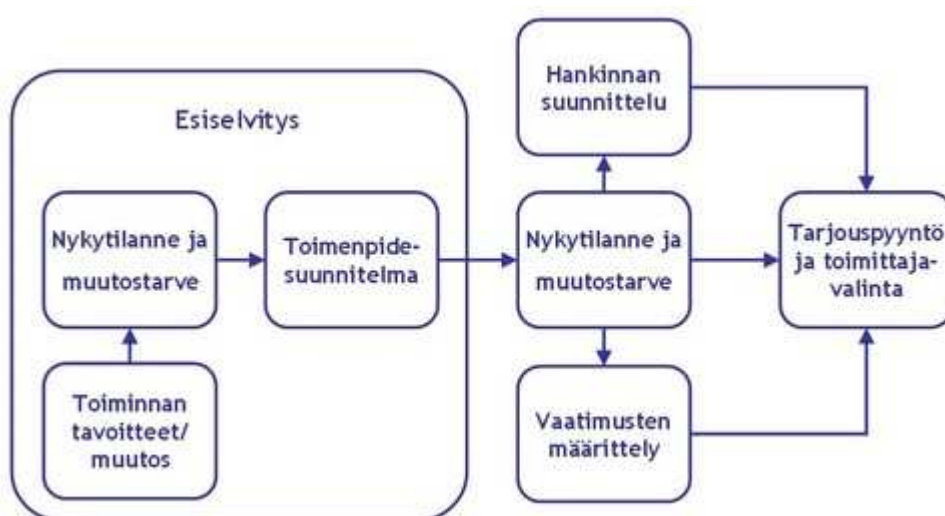 Esiselvitys
Nykytilanne ja
muutostarve
Toimenpide-
suunnitelma
Toiminnan
tavoitteet/
muutos
Hankinnan
suunnittelu
Nykytilanne ja
muutostarve
Vaatimusten
määrittely
Tarjouspyyntö
ja toimittaja-
valinta